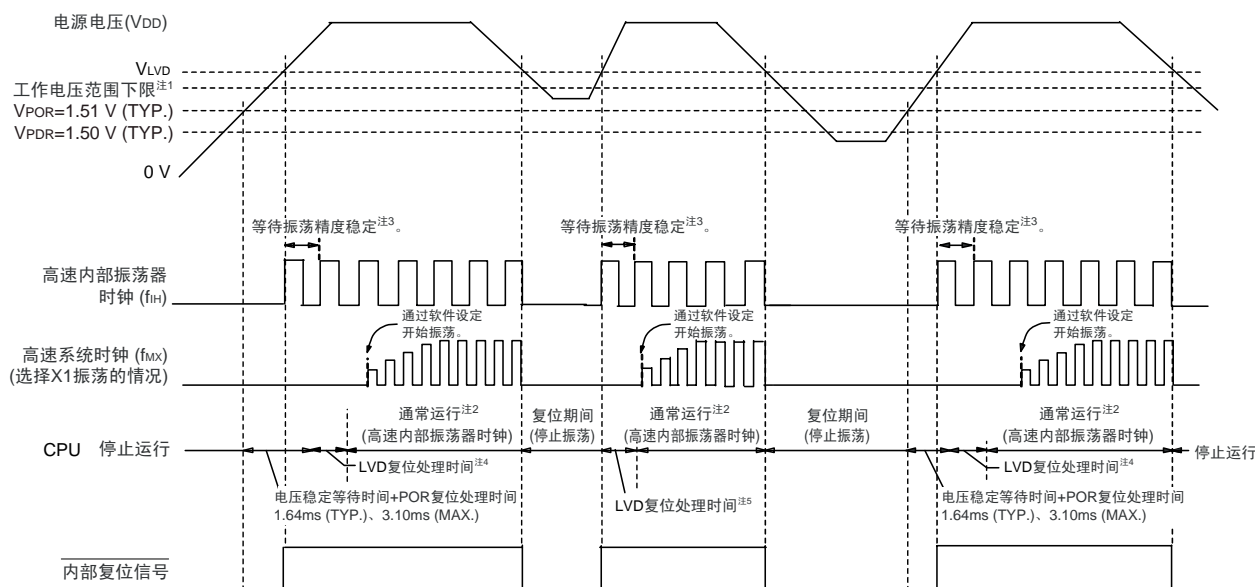 电源电压(VDD)
VLVD
工作电压范围下限注1
VPOR=1.51 V (TYP.)
VPDR=1.50 V (TYP.)
0 V
等待振荡精度稳定注3。
等待振荡精度稳定注3。
等待振荡精度稳定注3。
高速内部振荡器
时钟 (fIH)
通过软件设定
开始振荡。
通过软件设定
开始振荡。
通过软件设定
开始振荡。
高速系统时钟 (fMX)
(选择X1振荡的情况)
通常运行注2
(高速内部振荡器时钟)
复位期间
(停止振荡)
通常运行注2
(高速内部振荡器时钟)
复位期间
(停止振荡)
通常运行注2
(高速内部振荡器时钟)
CPU 停止运行
停止运行
LVD复位处理时间注4
LVD复位处理时间注5
LVD复位处理时间注4
电压稳定等待时间+POR复位处理时间
1.64ms (TYP.)、3.10ms (MAX.)
电压稳定等待时间+POR复位处理时间
1.64ms (TYP.)、3.10ms (MAX.)
内部复位信号